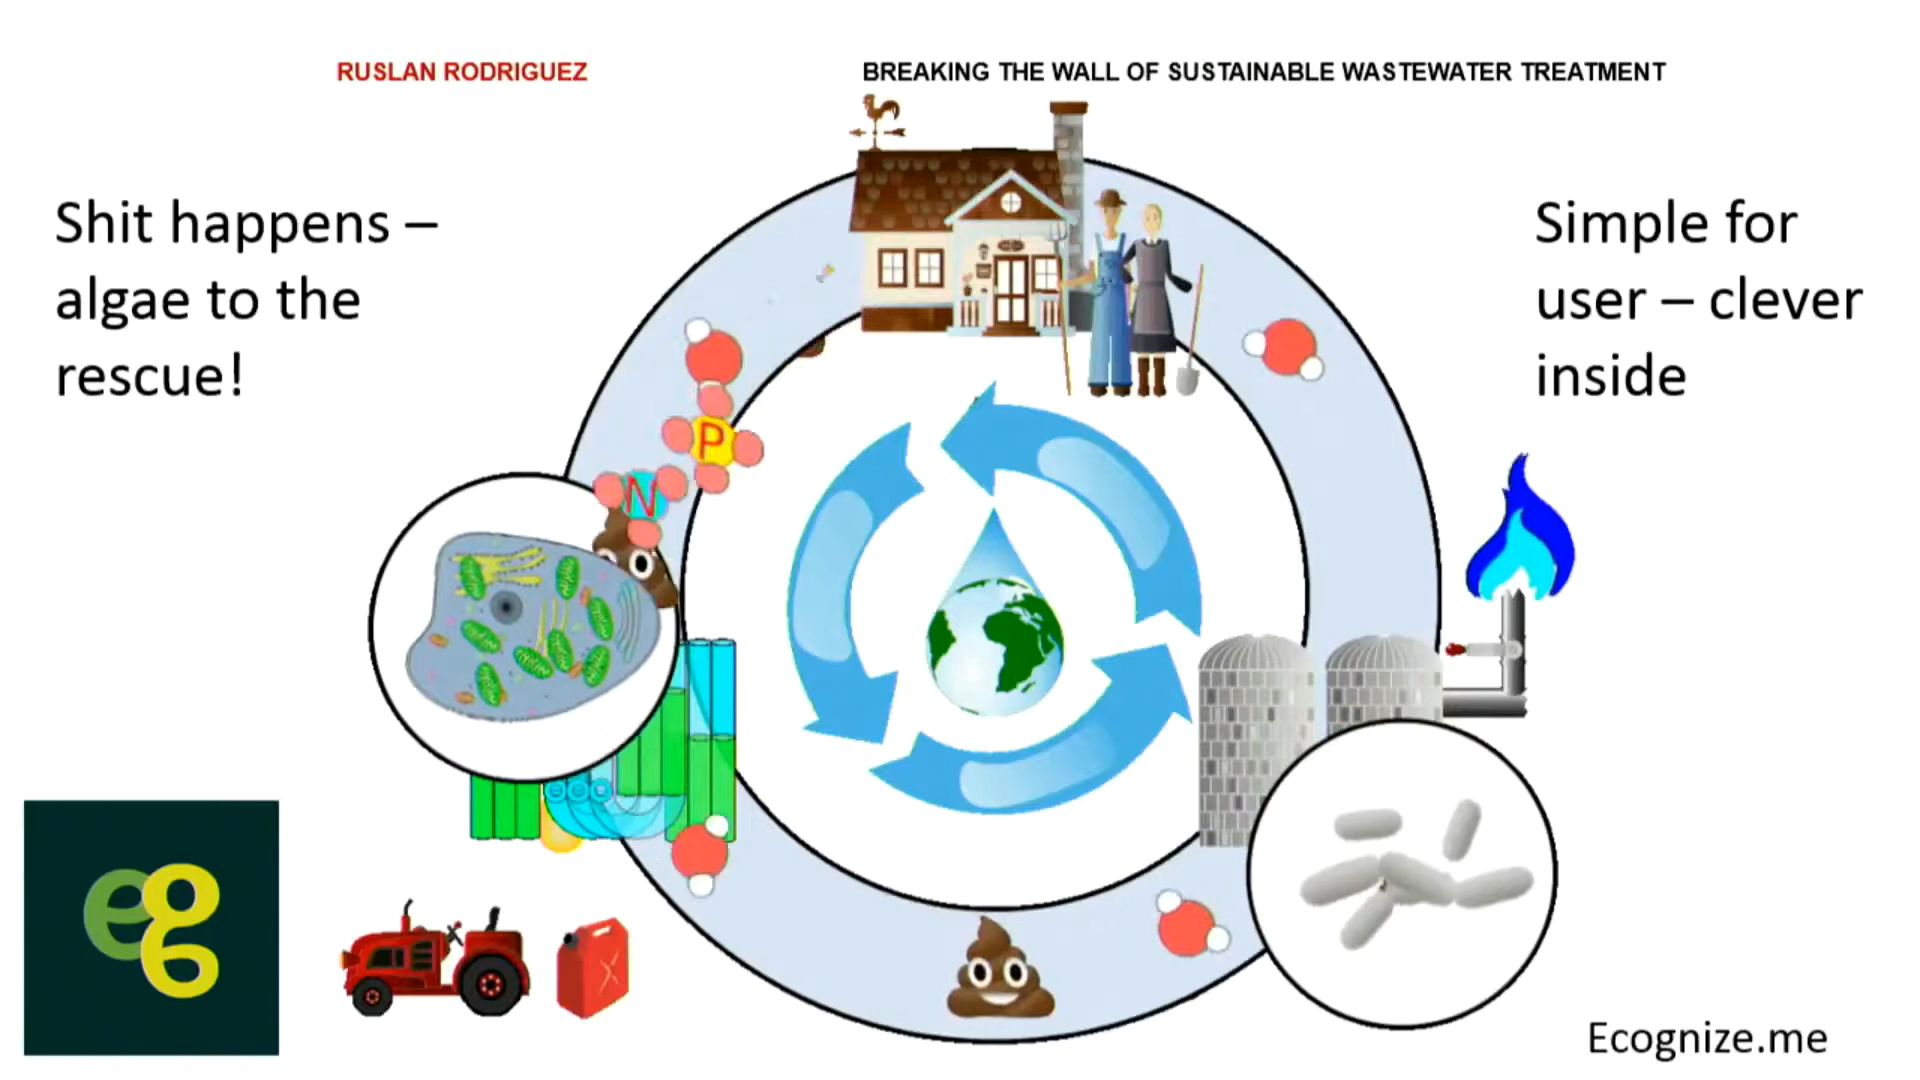 RUSLAN RODRIGUEZ
BREAKING THE WALL OF SUSTAINABLE WASTEWATER TREATMENT
Shit happens –
algae to the
rescue!
Simple for
user – clever
inside
P
N
eg
Ecognize.me